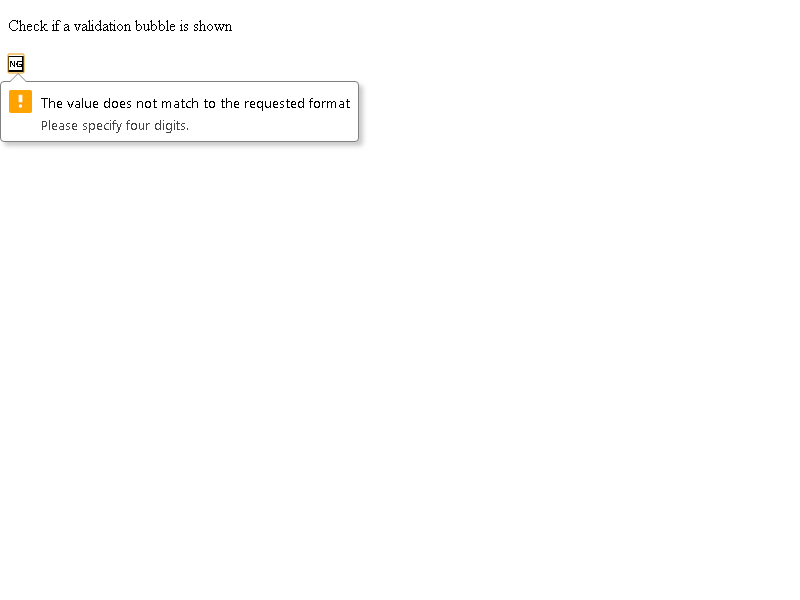 Check if a validation bubble is shown
NG
! The value does not match to the requested format
Please specify four digits.